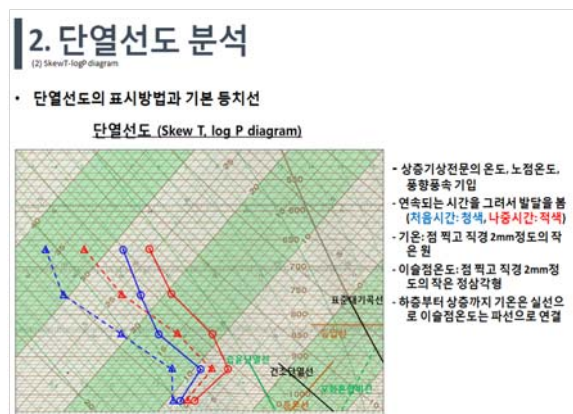 2. 단열선도 분석
(2) SkewT-logP diagram
• 단열선도의 표시방법과 기본 등치선
단열선도 (Skew T, log P diagram)
- 상층기상전문의 온도, 노점온도,
풍향풍속 기입
- 연속되는 시간을 그려서 발달을 봄
(처음시간: 청색, 나중시간: 적색)
- 기온: 점 찍고 직경 2mm정도의 작
은 원
- 이슬점온도: 점 찍고 직경 2mm정
도의 작은 정삼각형
- 하층부터 상층까지 기온은 실선으
로 이슬점온도는 파선으로 연결
600
700
표준대기곡선
800
850
습윤단열선
900
건조단열선
포화혼합비선
등온선